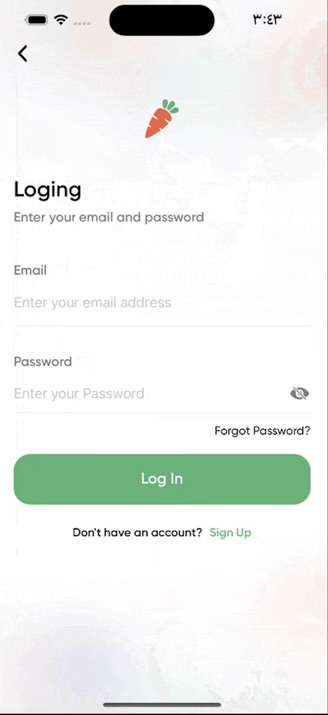 ٣:٤٣
Loging
Enter your email and password
Email
Enter your email address
Password
Enter your Password
Forgot Password?
Log In
Don't have an account? Sign Up